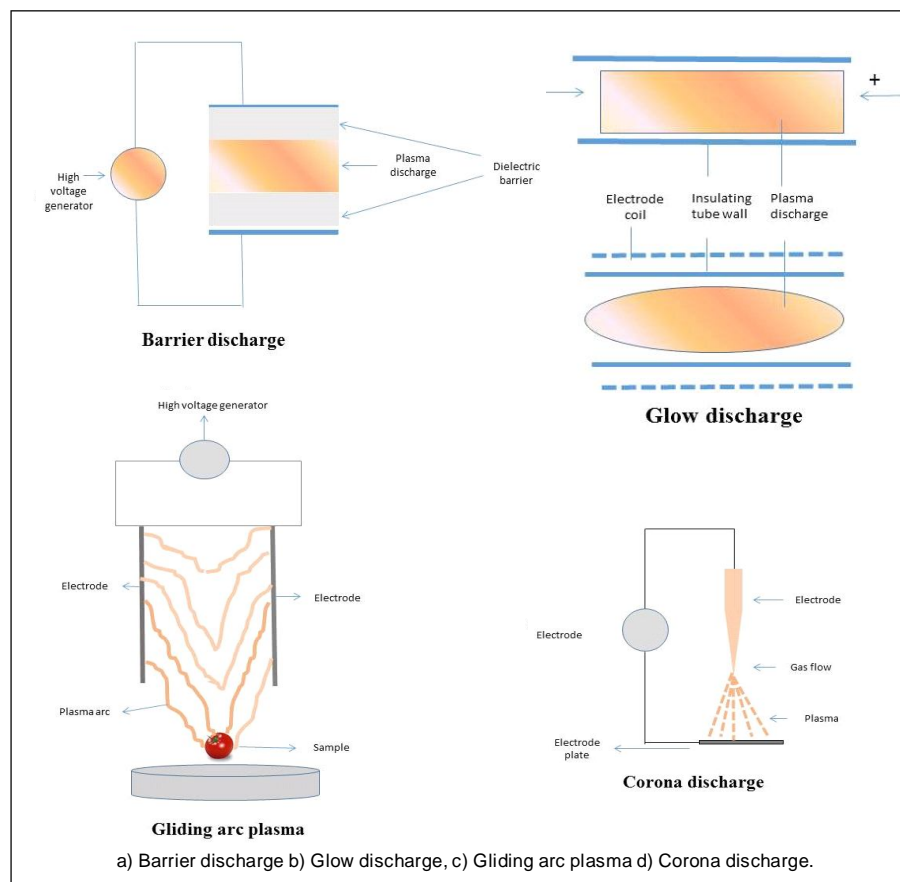 High
voltage
generator
Plasma
discharge
Dielectric
barrier
Barrier discharge
+
Electrode
coil
Insulating
tube wall
Plasma
discharge
Glow discharge
High voltage generator
Electrode
Electrode
Plasma arc
Sample
Gliding arc plasma
Electrode
Electrode
Gas flow
Plasma
Electrode
plate
Corona discharge
a) Barrier discharge b) Glow discharge, c) Gliding arc plasma d) Corona discharge.